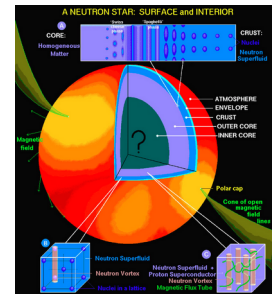 A NEUTRON STAR: SURFACE and INTERIOR
'Swiss
'Spaghetti'
CORE:
Homogeneous
Matter
A
CRUST:
Nuclei
Neutron Superfluid
ATMOSPHERE
ENVELOPE
CRUST
OUTER CORE
INNER CORE
?
Magnetic
field
Polar cap
Cone of open
magnetic field
lines
B
Neutron Superfluid
Neutron Vortex
Nuclei in a lattice
C
Neutron Superfluid +
Proton Superconductor
Neutron Vortex
Magnetic Flux Tube